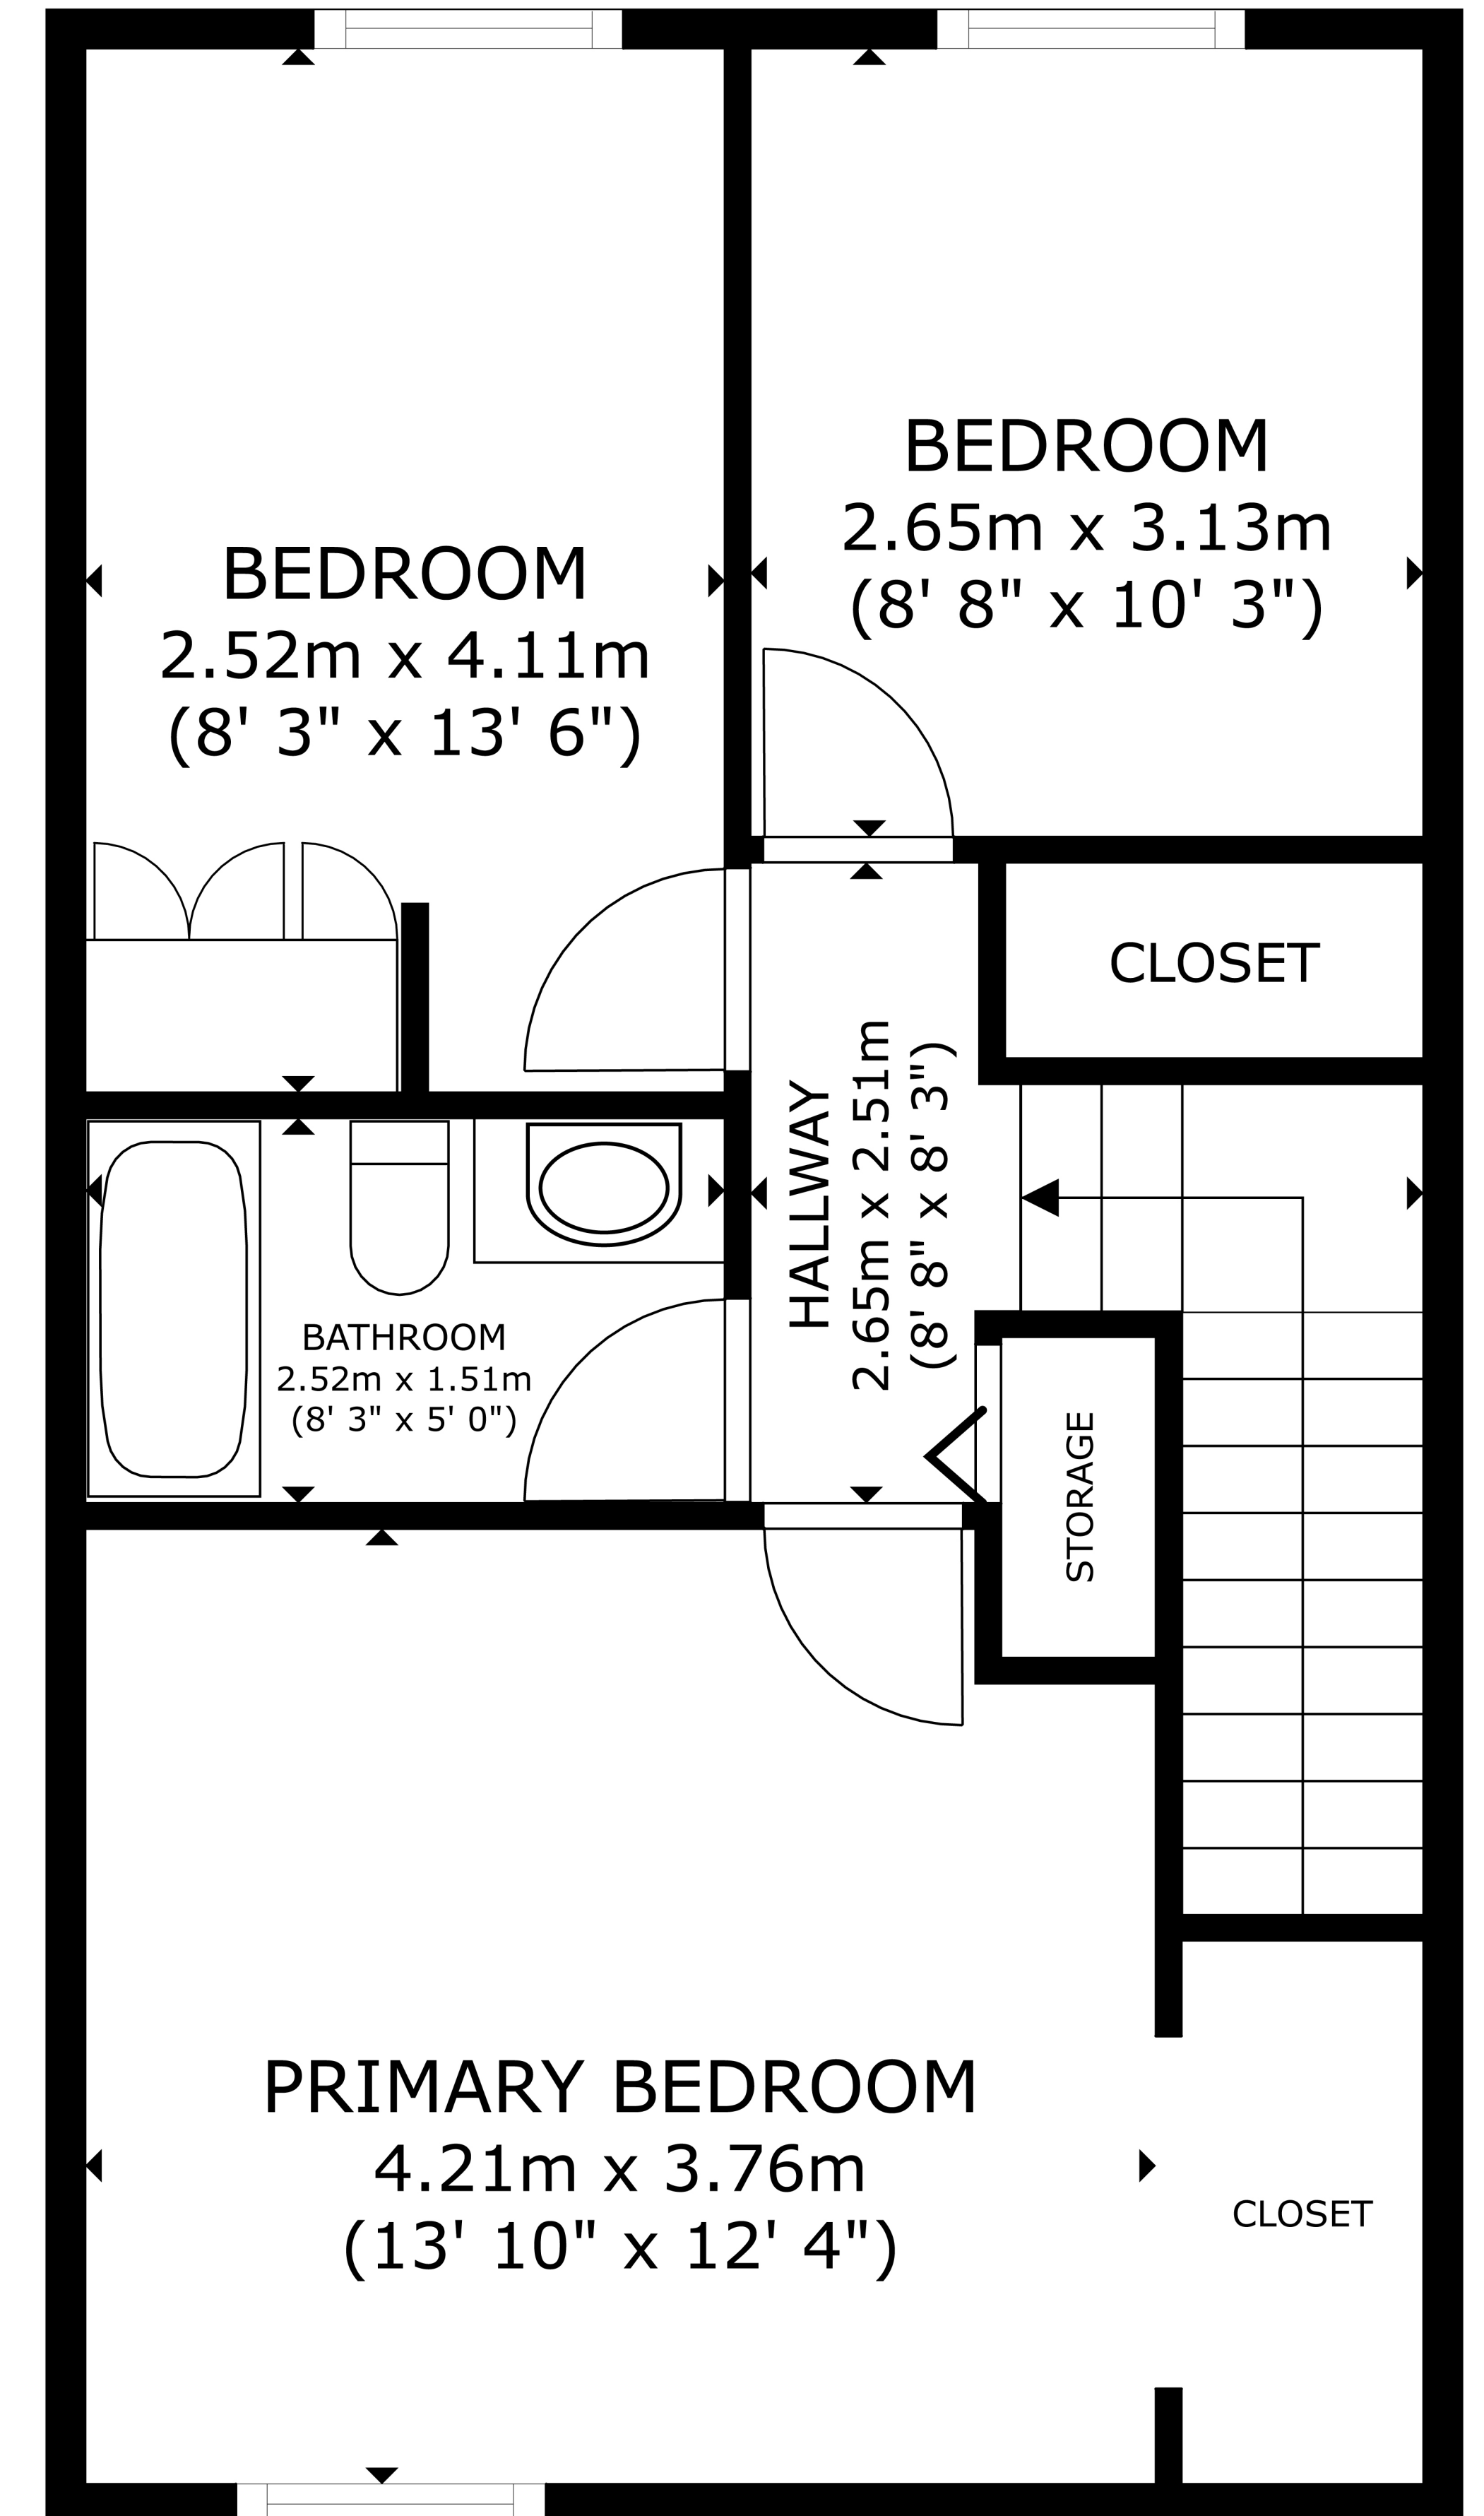 BEDROOM
2.65m x 3.13m
(8' 8" x 10' 3")
BEDROOM
2.52m x 4.11m
(8' 3" x 13' 6")
CLOSET
HALLWAY
2.65m x 2.51m
(8' 8" x 8' 3")
BATHROOM
2.52m x 1.51m
(8' 3" x 5' 0")
STORAGE
PRIMARY BEDROOM
4.21m x 3.76m
(13' 10" x 12' 4")
CLOSET